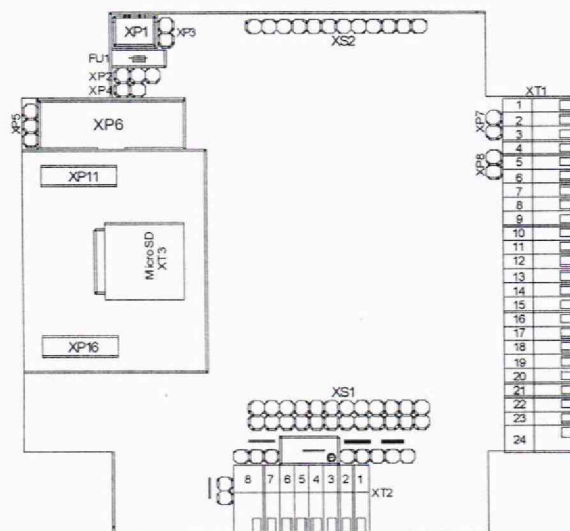 XP1
XP3
XS2
FU1
XP2
XP4
XT1
XP5
XP6
XP7
XP8
XP11
MicroSD
XT3
XP16
1
2
3
4
5
6
7
8
9
10
11
12
13
14
15
16
17
18
19
20
21
22
23
24
XS1
8 7 6 5 4 3 2 1
XT2